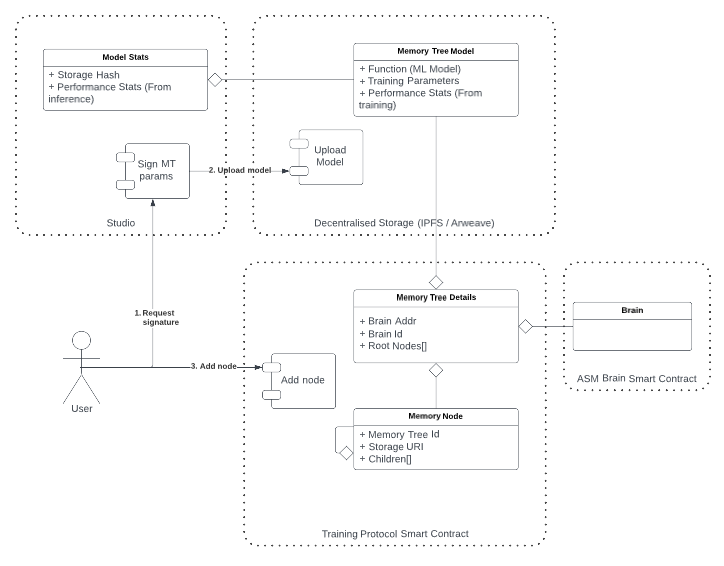 Model Stats
+ Storage Hash
+ Performance Stats (From
inference)
Memory Tree Model
+ Function (ML Model)
+ Training Parameters
+ Performance Stats (From
training)
Sign MT
params
2. Upload model
Upload
Model
Studio
Decentralised Storage (IPFS / Arweave)
1. Request
signature
Memory Tree Details
+ Brain Addr
+ Brain Id
+ Root Nodes[]
Brain
ASM Brain Smart Contract
3. Add node
Add node
User
Memory Node
+ Memory Tree Id
+ Storage URI
+ Children[]
Training Protocol Smart Contract